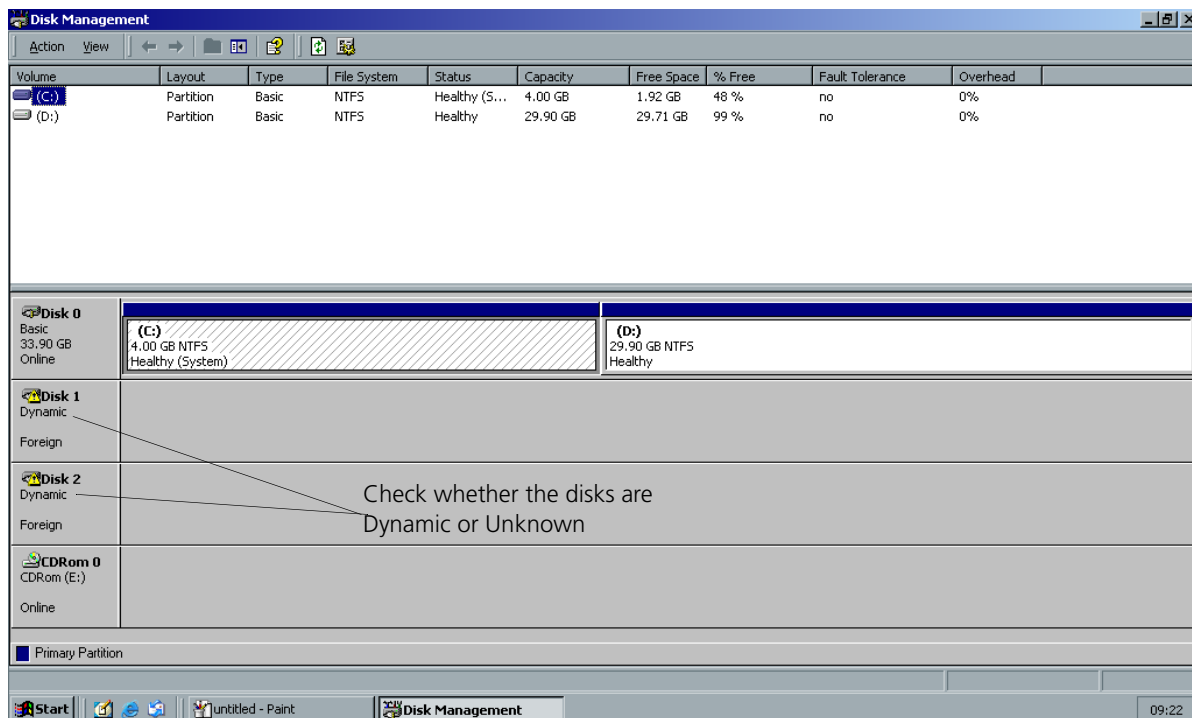 Disk Management
Action View
Volume Layout Type File System Status Capacity Free Space % Free Fault Tolerance Overhead
(C:) Partition Basic NTFS Healthy (S... 4.00 GB 1.92 GB 48 % no 0%
(D:) Partition Basic NTFS Healthy 29.90 GB 29.71 GB 99 % no 0%
Disk 0
Basic
33.90 GB
Online
(C:)
4.00 GB NTFS
Healthy (System)
(D:)
29.90 GB NTFS
Healthy
Disk 1
Dynamic
Foreign
Disk 2
Dynamic
Foreign
Check whether the disks are
Dynamic or Unknown
CDRom 0
CDRom (E:)
Online
Primary Partition
Start untitled - Paint Disk Management 09:22